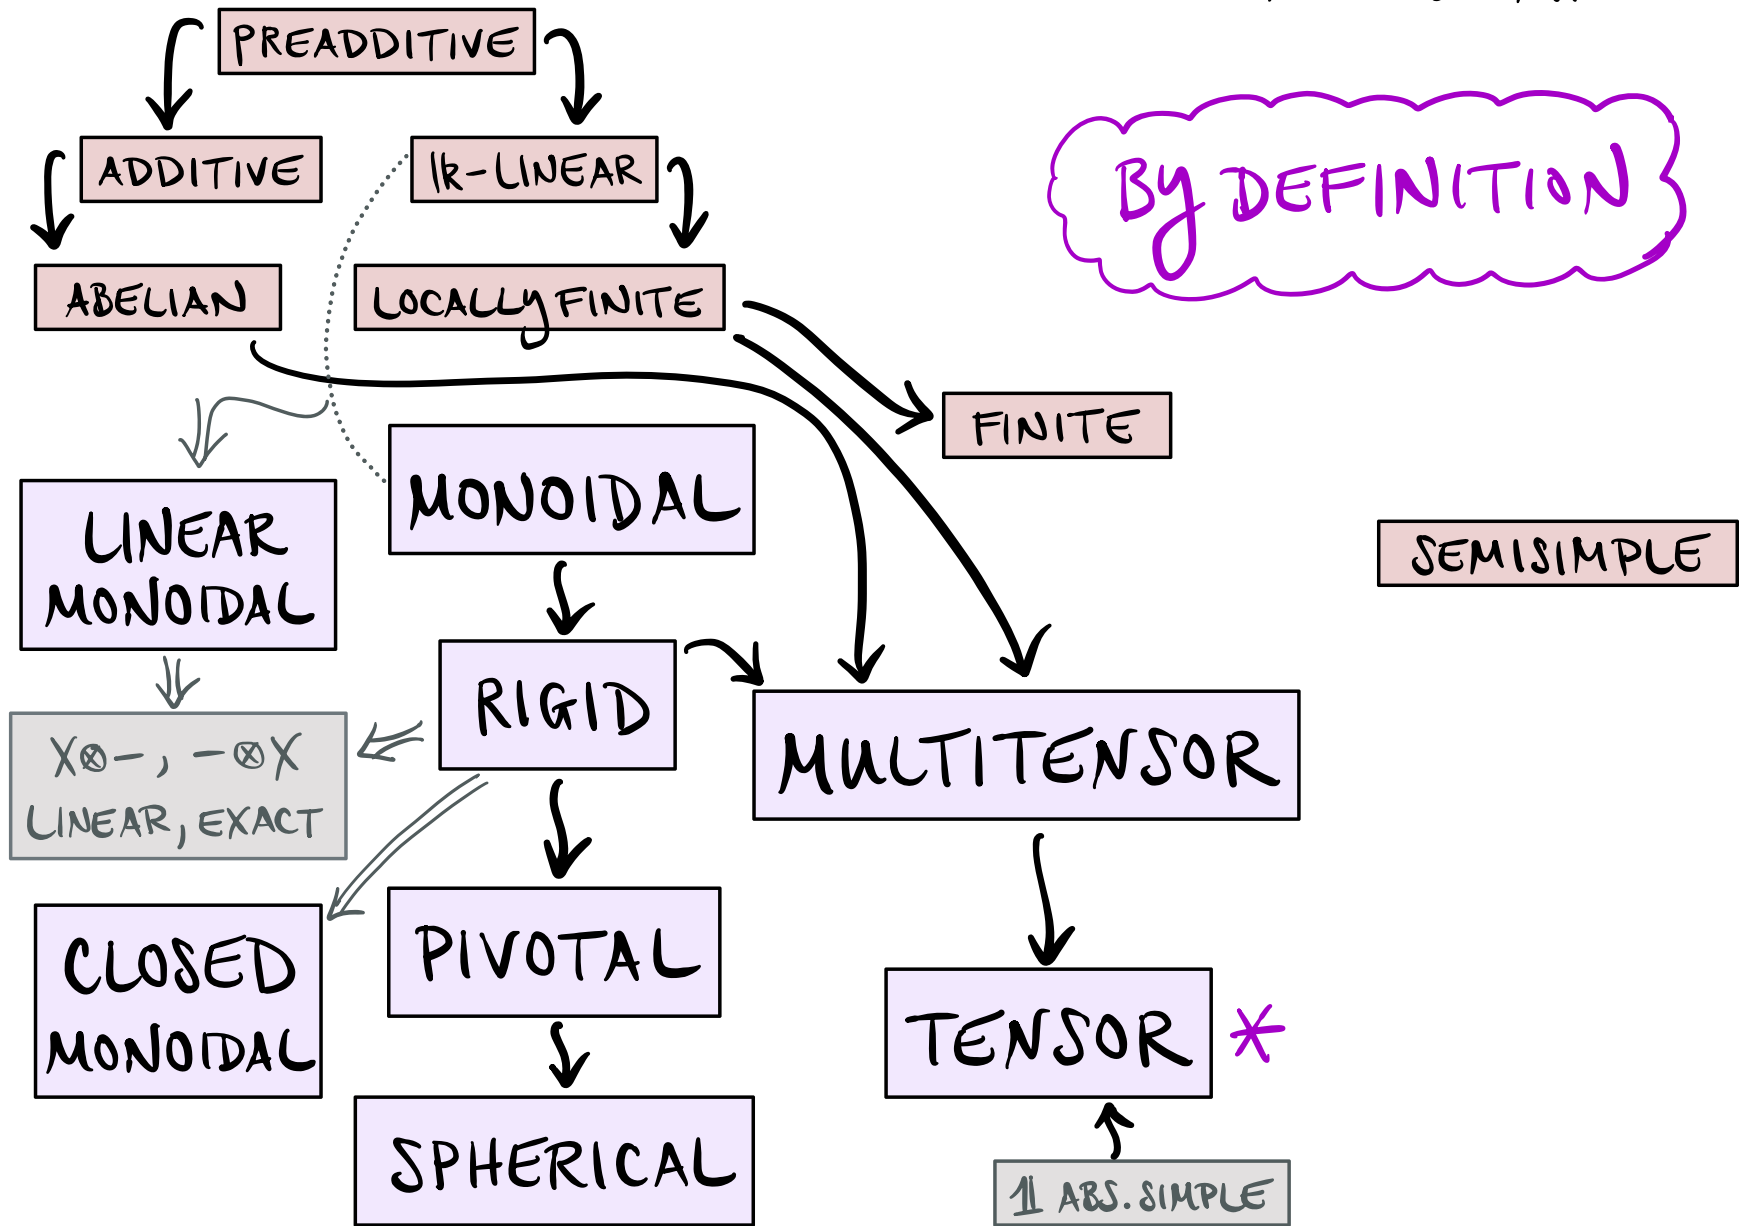 PREADDITIVE
ADDITIVE
𝕜-LINEAR
BY DEFINITION
ABELIAN
LOCALLY FINITE
FINITE
MONOIDAL
LINEAR
MONOIDAL
SEMISIMPLE
RIGID
X⊗-, -⊗X
LINEAR, EXACT
MULTITENSOR
CLOSED
MONOIDAL
PIVOTAL
TENSOR *
SPHERICAL
𝟙 ABS. SIMPLE